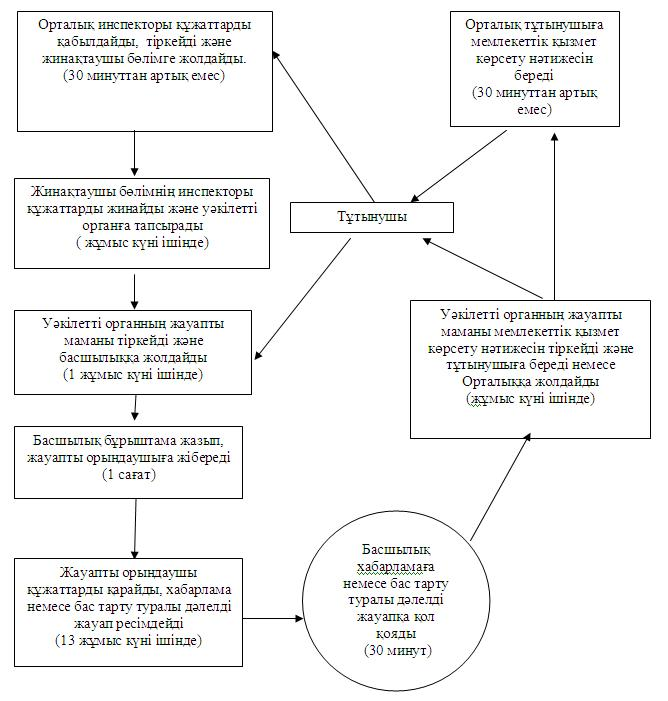 Орталық инспекторы құжаттарды
қабылдайды, тіркейді және
жинақтаушы бөлімге жолдайды.
(30 минуттан артық емес)
Орталық тұтынушыға
мемлекеттік қызмет
көрсету нәтижесін
береді
(30 минуттан артық
емес)
Жинақтаушы бөлімнің инспекторы
құжаттарды жинайды және уәкілетті
органға тапсырады
( жұмыс күні ішінде)
Тұтынушы
Уәкілетті органның жауапты
маманы тіркейді және
басшылыққа жолдайды
(1 жұмыс күні ішінде)
Уәкілетті органның жауапты
маманы мемлекеттік қызмет
көрсету нәтижесін тіркейді және
тұтынушыға береді немесе
Орталыққа жолдайды
(жұмыс күні ішінде)
Басшылық бұрыштама жазып,
жауапты орындаушыға жібереді
(1 сағат)
Жауапты орындаушы
құжаттарды қарайды, хабарлама
немесе бас тарту туралы дәлелді
жауап ресімдейді
(13 жұмыс күні ішінде)
Басшылық
хабарламаға
немесе бас тарту
туралы дәлелді
жауапқа қол
қояды
(30 минут)